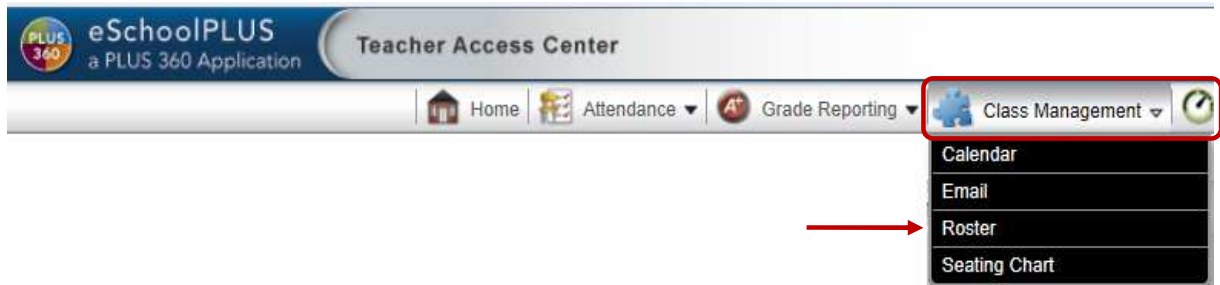 PLUS 360
eSchoolPLUS
a PLUS 360 Application
Teacher Access Center
Home Attendance Grade Reporting Class Management
A+
Calendar
Email
Roster
Seating Chart